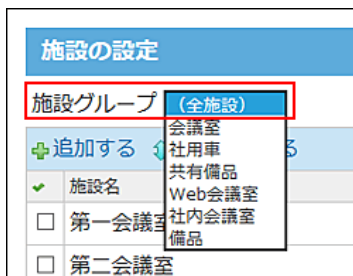 施設の設定
施設グループ （全施設）
会議室
社用車
共有備品
Web会議室
社内会議室
備品
追加する る
施設名
第一会議室
第二会議室